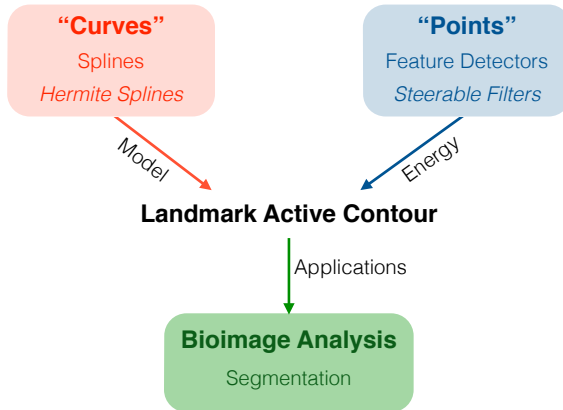 “Curves”
Splines
Hermite Splines
“Points”
Feature Detectors
Steerable Filters
Model
Energy
Landmark Active Contour
Applications
Bioimage Analysis
Segmentation